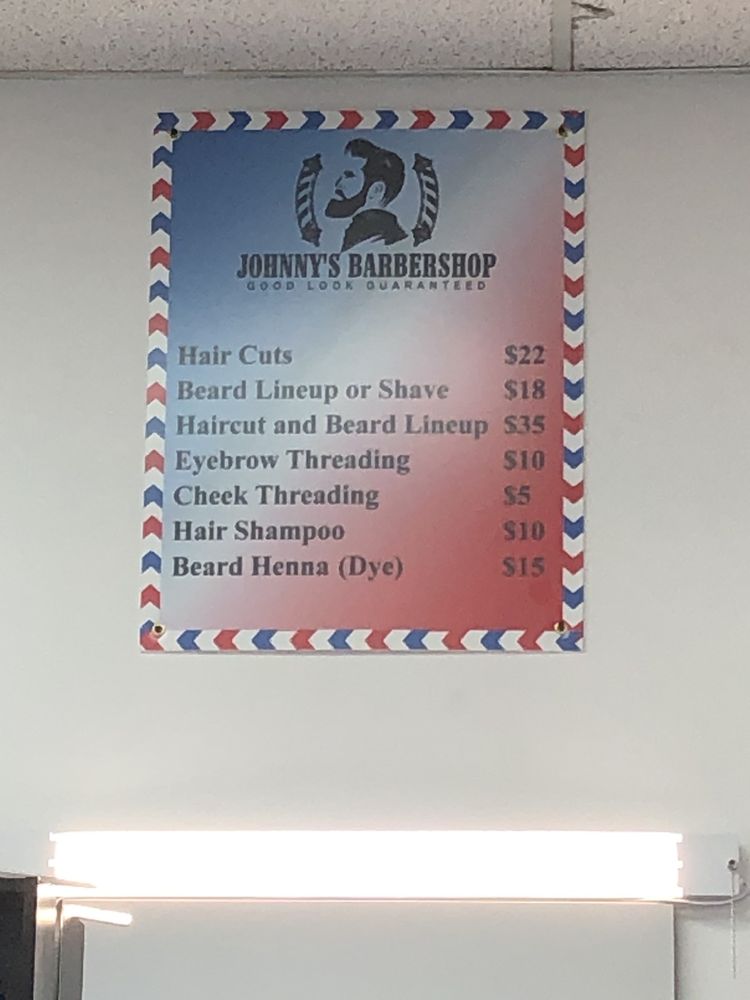 JOHNNY'S BARBERSHOP
GOOD LOOK GUARANTEED
Hair Cuts $22
Beard Lineup or Shave $18
Haircut and Beard Lineup $35
Eyebrow Threading $10
Cheek Threading $5
Hair Shampoo $10
Beard Henna (Dye) $15